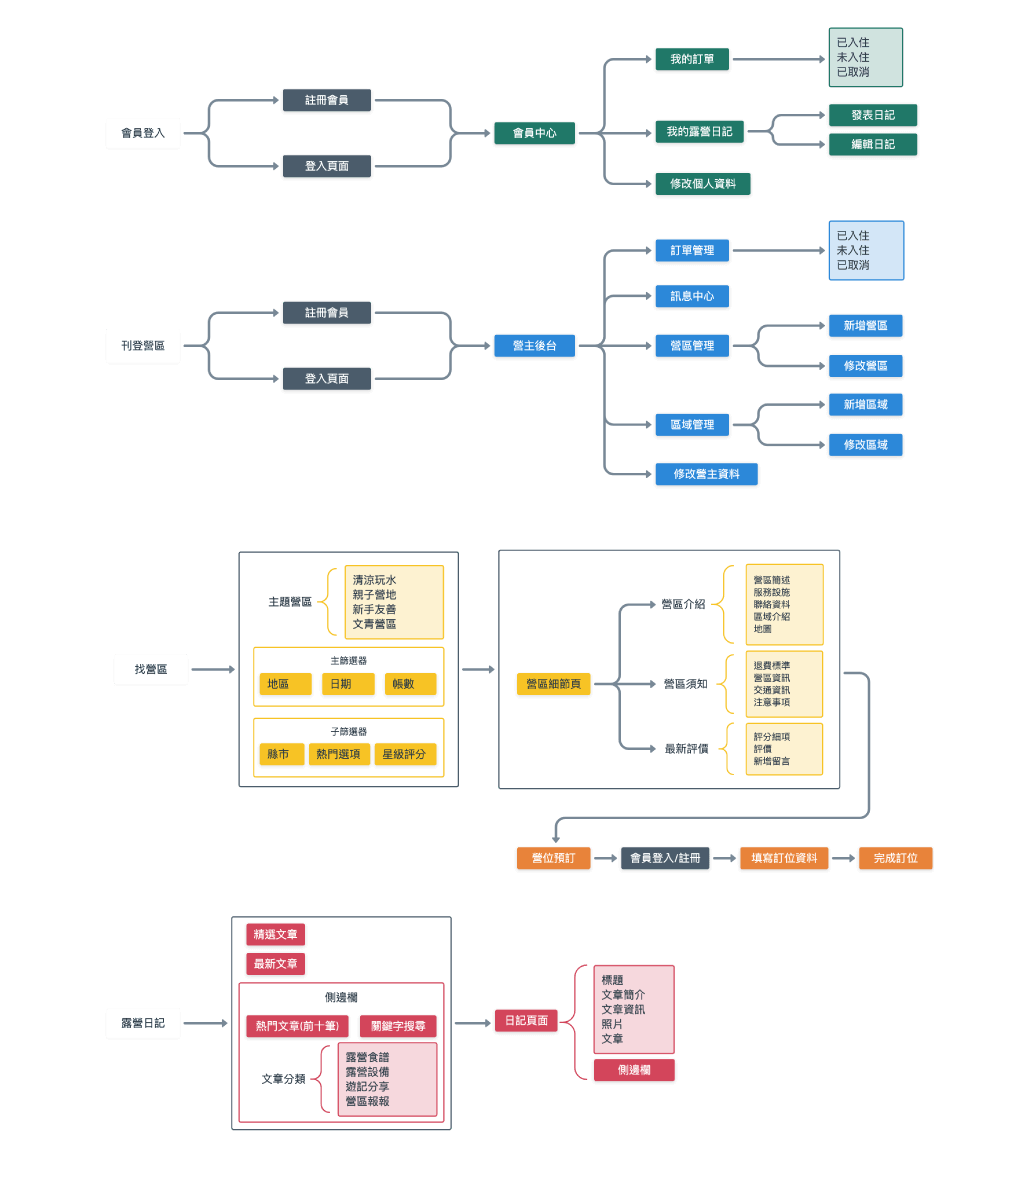 會員登入
註冊會員
登入頁面
會員中心
我的訂單
已入住
未入住
已取消
我的露營日記
發表日記
編輯日記
修改個人資料
刊登營區
註冊會員
登入頁面
營主後台
訂單管理
已入住
未入住
已取消
訊息中心
營區管理
新增營區
修改營區
區域管理
新增區域
修改區域
修改營主資料
找營區
主題營區
清涼玩水
親子營地
新手友善
文青營區
主篩選器
地區
日期
帳數
子篩選器
縣市
熱門選項
星級評分
營區細節頁
營區介紹
營區簡述
服務設施
聯絡資料
區域介紹
地圖
營區須知
退費標準
營區資訊
交通資訊
注意事項
最新評價
評分細項
評價
新增留言
營位預訂
會員登入/註冊
填寫訂位資料
完成訂位
露營日記
精選文章
最新文章
側邊欄
熱門文章(前十筆)
關鍵字搜尋
文章分類
露營食譜
露營設備
遊記分享
營區報報
日記頁面
標題
文章簡介
文章資訊
照片
文章
側邊欄